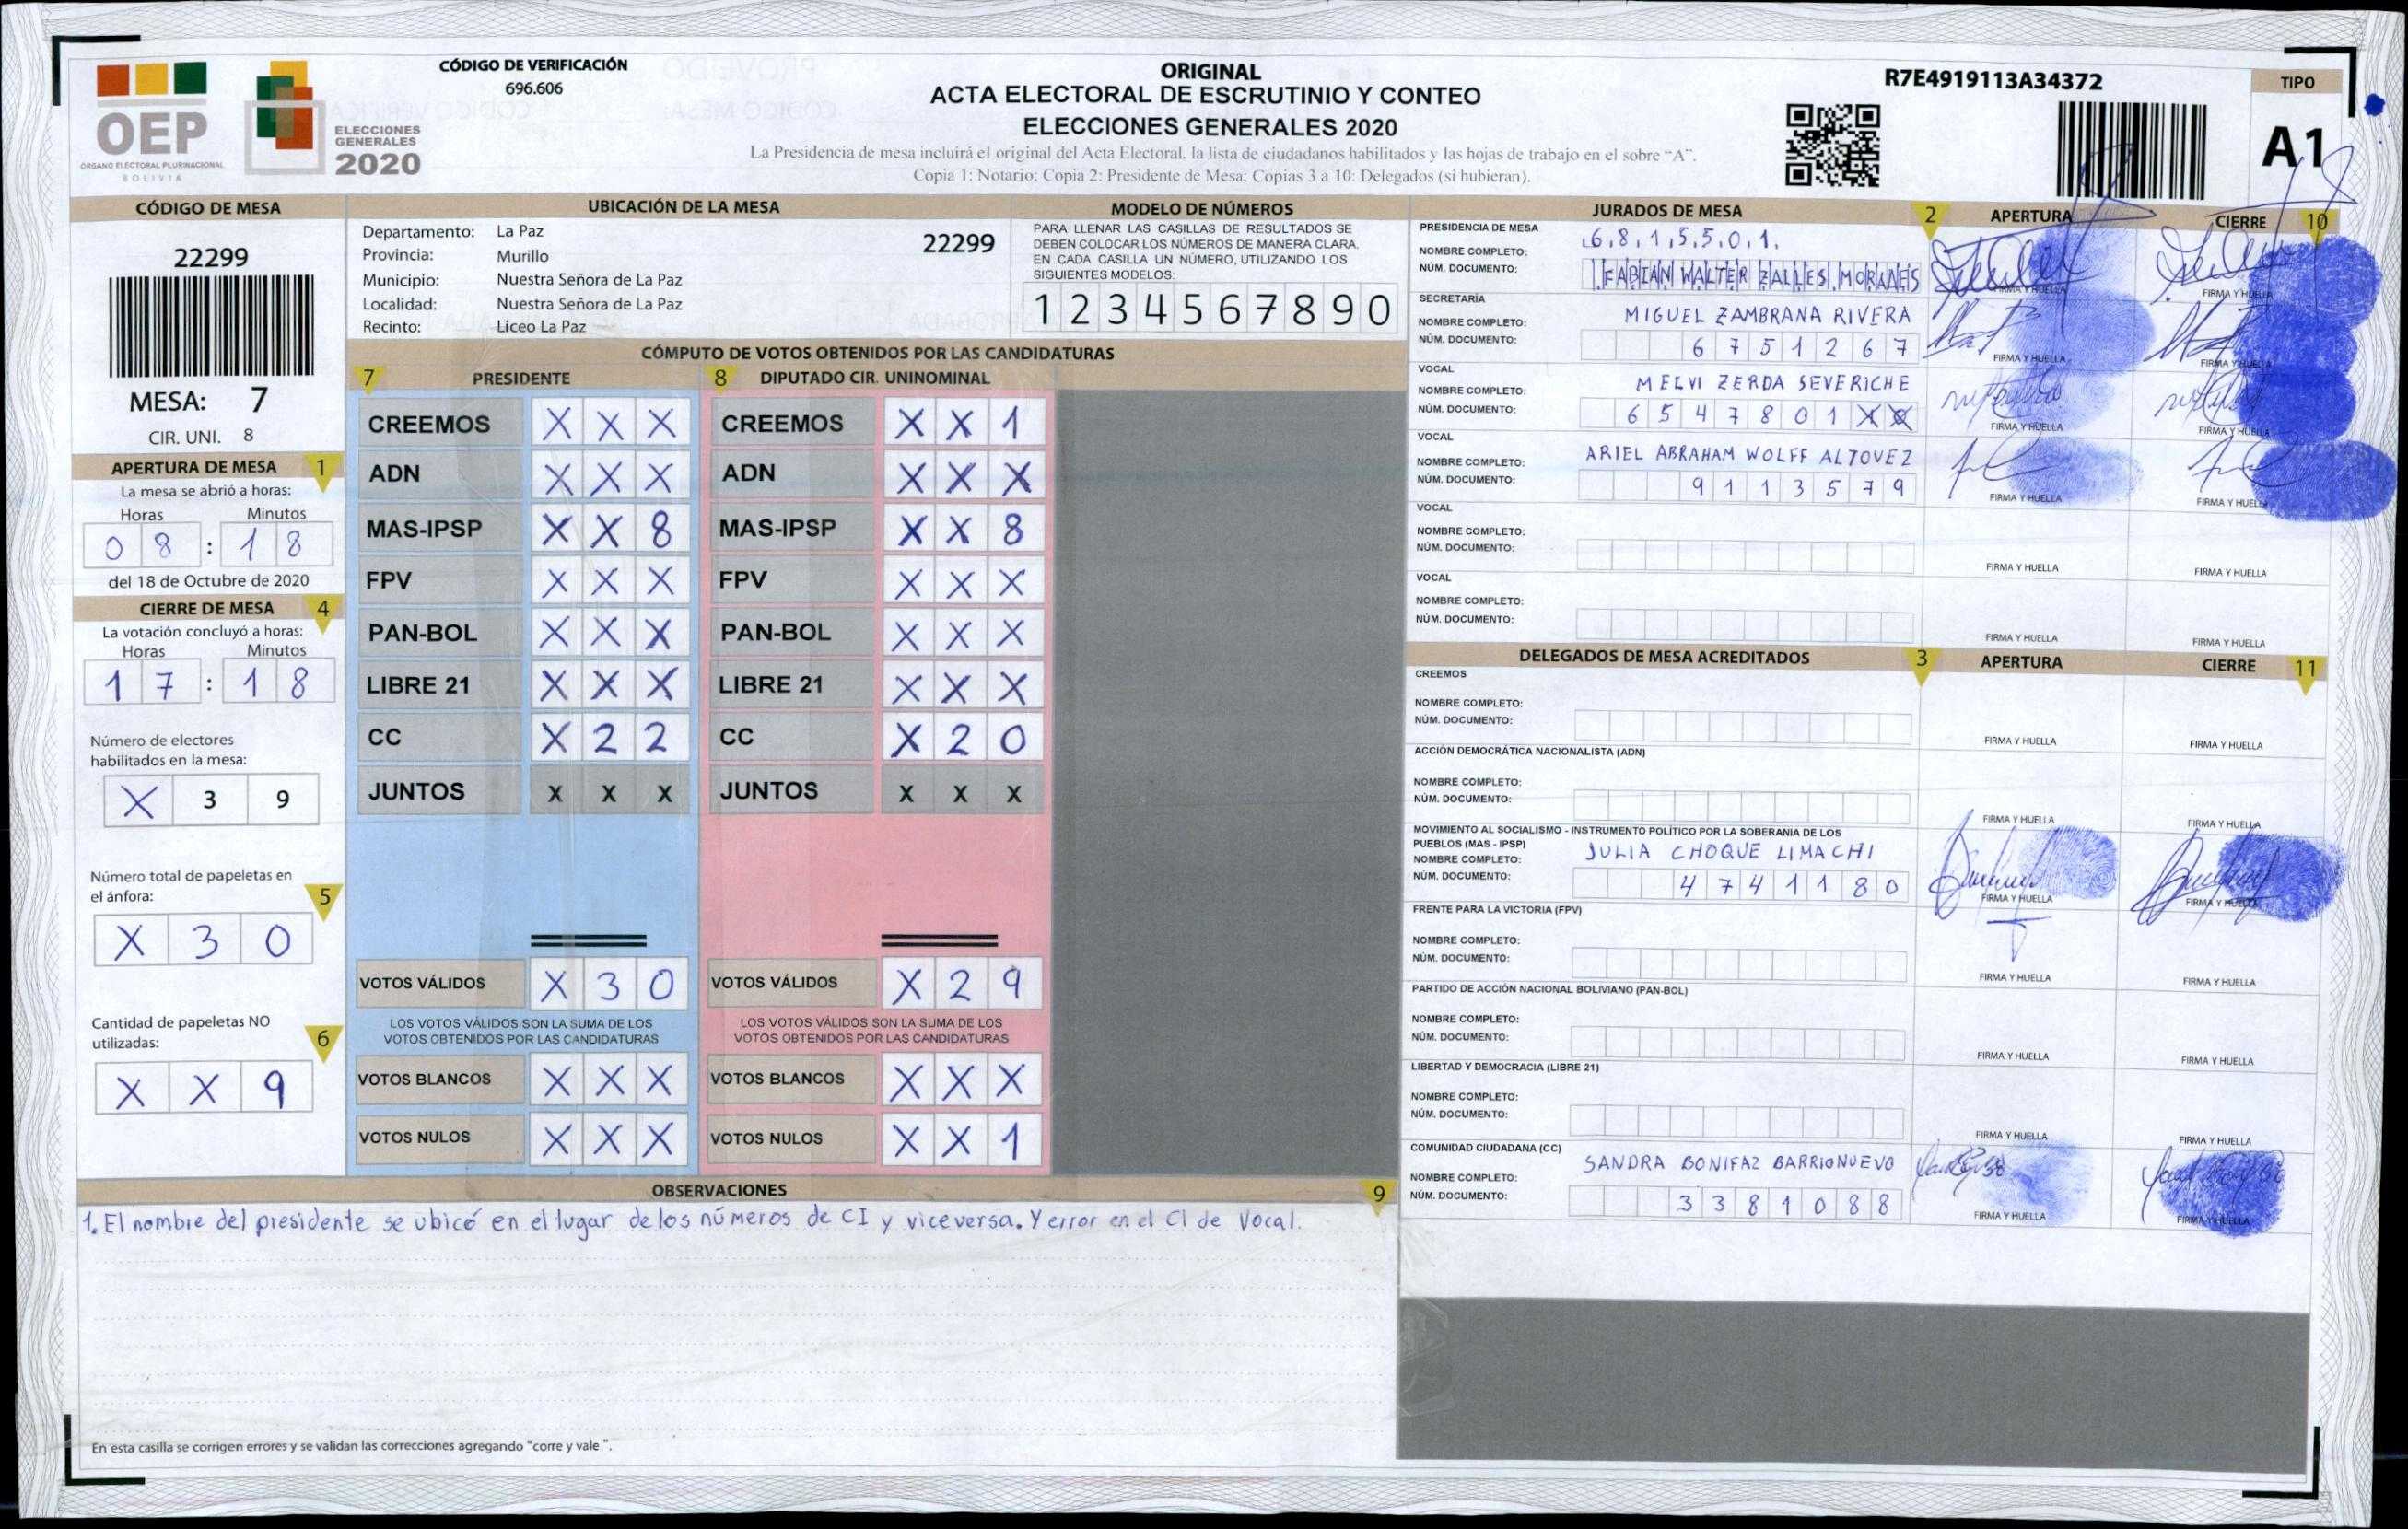 CÓDIGO DE VERIFICACIÓN
696.606
OEP
ÓRGANO ELECTORAL PLURINACIONAL
BOLIVIA
ELECCIONES
GENERALES
2020
ORIGINAL
ACTA ELECTORAL DE ESCRUTINIO Y CONTEO
ELECCIONES GENERALES 2020
La Presidencia de mesa incluirá el original del Acta Electoral, la lista de ciudadanos habilitados y las hojas de trabajo en el sobre "A".
Copia 1: Notario; Copia 2: Presidente de Mesa; Copias 3 a 10: Delegados (si hubieran).
R7E4919113A34372
TIPO
A1
CÓDIGO DE MESA
22299
MESA: 7
CIR. UNI. 8
UBICACIÓN DE LA MESA
Departamento: La Paz
22299
Provincia: Murillo
Municipio: Nuestra Señora de La Paz
Localidad: Nuestra Señora de La Paz
Recinto: Liceo La Paz
MODELO DE NÚMEROS
PARA LLENAR LAS CASILLAS DE RESULTADOS SE
DEBEN COLOCAR LOS NÚMEROS DE MANERA CLARA.
EN CADA CASILLA UN NÚMERO, UTILIZANDO LOS
SIGUIENTES MODELOS:
1 2 3 4 5 6 7 8 9 0
APERTURA DE MESA 1
La mesa se abrió a horas:
Horas Minutos
0 8 : 1 8
del 18 de Octubre de 2020
CIERRE DE MESA 4
La votación concluyó a horas:
Horas Minutos
1 7 : 1 8
Número de electores
habilitados en la mesa:
X 3 9
Número total de papeletas en
el ánfora: 5
X 3 0
Cantidad de papeletas NO
utilizadas: 6
X X 9
CÓMPUTO DE VOTOS OBTENIDOS POR LAS CANDIDATURAS
7 PRESIDENTE
CREEMOS X X X
ADN X X X
MAS-IPSP X X 8
FPV X X X
PAN-BOL X X X
LIBRE 21 X X X
CC X 2 2
JUNTOS X X X
VOTOS VÁLIDOS X 3 0
LOS VOTOS VÁLIDOS SON LA SUMA DE LOS
VOTOS OBTENIDOS POR LAS CANDIDATURAS
VOTOS BLANCOS X X X
VOTOS NULOS X X X
8 DIPUTADO CIR. UNINOMINAL
CREEMOS X X 1
ADN X X X
MAS-IPSP X X 8
FPV X X X
PAN-BOL X X X
LIBRE 21 X X X
CC X 2 0
JUNTOS X X X
VOTOS VÁLIDOS X 2 9
LOS VOTOS VÁLIDOS SON LA SUMA DE LOS
VOTOS OBTENIDOS POR LAS CANDIDATURAS
VOTOS BLANCOS X X X
VOTOS NULOS X X 1
OBSERVACIONES 9
1. El nombre del presidente se ubicó en el lugar de los números de CI y viceversa. Y error en el CI de Vocal.
En esta casilla se corrigen errores y se validan las correcciones agregando "corre y vale ".
JURADOS DE MESA 2 APERTURA CIERRE 10
PRESIDENCIA DE MESA
NOMBRE COMPLETO: 6 8 1 5 5 0 1
NÚM. DOCUMENTO: FABIAN WALTER ZALLES MORALES
FIRMA Y HUELLA FIRMA Y HUELLA
SECRETARÍA
NOMBRE COMPLETO: MIGUEL ZAMBRANA RIVERA
NÚM. DOCUMENTO: 6 7 5 1 2 6 7
FIRMA Y HUELLA FIRMA Y HUELLA
VOCAL
NOMBRE COMPLETO: MELVI ZERDA SEVERICHE
NÚM. DOCUMENTO: 6 5 4 7 8 0 1 X X
FIRMA Y HUELLA FIRMA Y HUELLA
VOCAL
NOMBRE COMPLETO: ARIEL ABRAHAM WOLFF ALTOVEZ
NÚM. DOCUMENTO: 9 1 1 3 5 7 9
FIRMA Y HUELLA FIRMA Y HUELLA
VOCAL
NOMBRE COMPLETO:
NÚM. DOCUMENTO:
FIRMA Y HUELLA FIRMA Y HUELLA
VOCAL
NOMBRE COMPLETO:
NÚM. DOCUMENTO:
FIRMA Y HUELLA FIRMA Y HUELLA
DELEGADOS DE MESA ACREDITADOS 3 APERTURA CIERRE 11
CREEMOS
NOMBRE COMPLETO:
NÚM. DOCUMENTO:
FIRMA Y HUELLA FIRMA Y HUELLA
ACCIÓN DEMOCRÁTICA NACIONALISTA (ADN)
NOMBRE COMPLETO:
NÚM. DOCUMENTO:
FIRMA Y HUELLA FIRMA Y HUELLA
MOVIMIENTO AL SOCIALISMO - INSTRUMENTO POLÍTICO POR LA SOBERANIA DE LOS
PUEBLOS (MAS - IPSP)
NOMBRE COMPLETO: JULIA CHOQUE LIMACHI
NÚM. DOCUMENTO: 4 7 4 1 1 8 0
FIRMA Y HUELLA FIRMA Y HUELLA
FRENTE PARA LA VICTORIA (FPV)
NOMBRE COMPLETO:
NÚM. DOCUMENTO:
FIRMA Y HUELLA FIRMA Y HUELLA
PARTIDO DE ACCIÓN NACIONAL BOLIVIANO (PAN-BOL)
NOMBRE COMPLETO:
NÚM. DOCUMENTO:
FIRMA Y HUELLA FIRMA Y HUELLA
LIBERTAD Y DEMOCRACIA (LIBRE 21)
NOMBRE COMPLETO:
NÚM. DOCUMENTO:
FIRMA Y HUELLA FIRMA Y HUELLA
COMUNIDAD CIUDADANA (CC)
NOMBRE COMPLETO: SANDRA BONIFAZ BARRIONUEVO
NÚM. DOCUMENTO: 3 3 8 1 0 8 8
FIRMA Y HUELLA FIRMA Y HUELLA